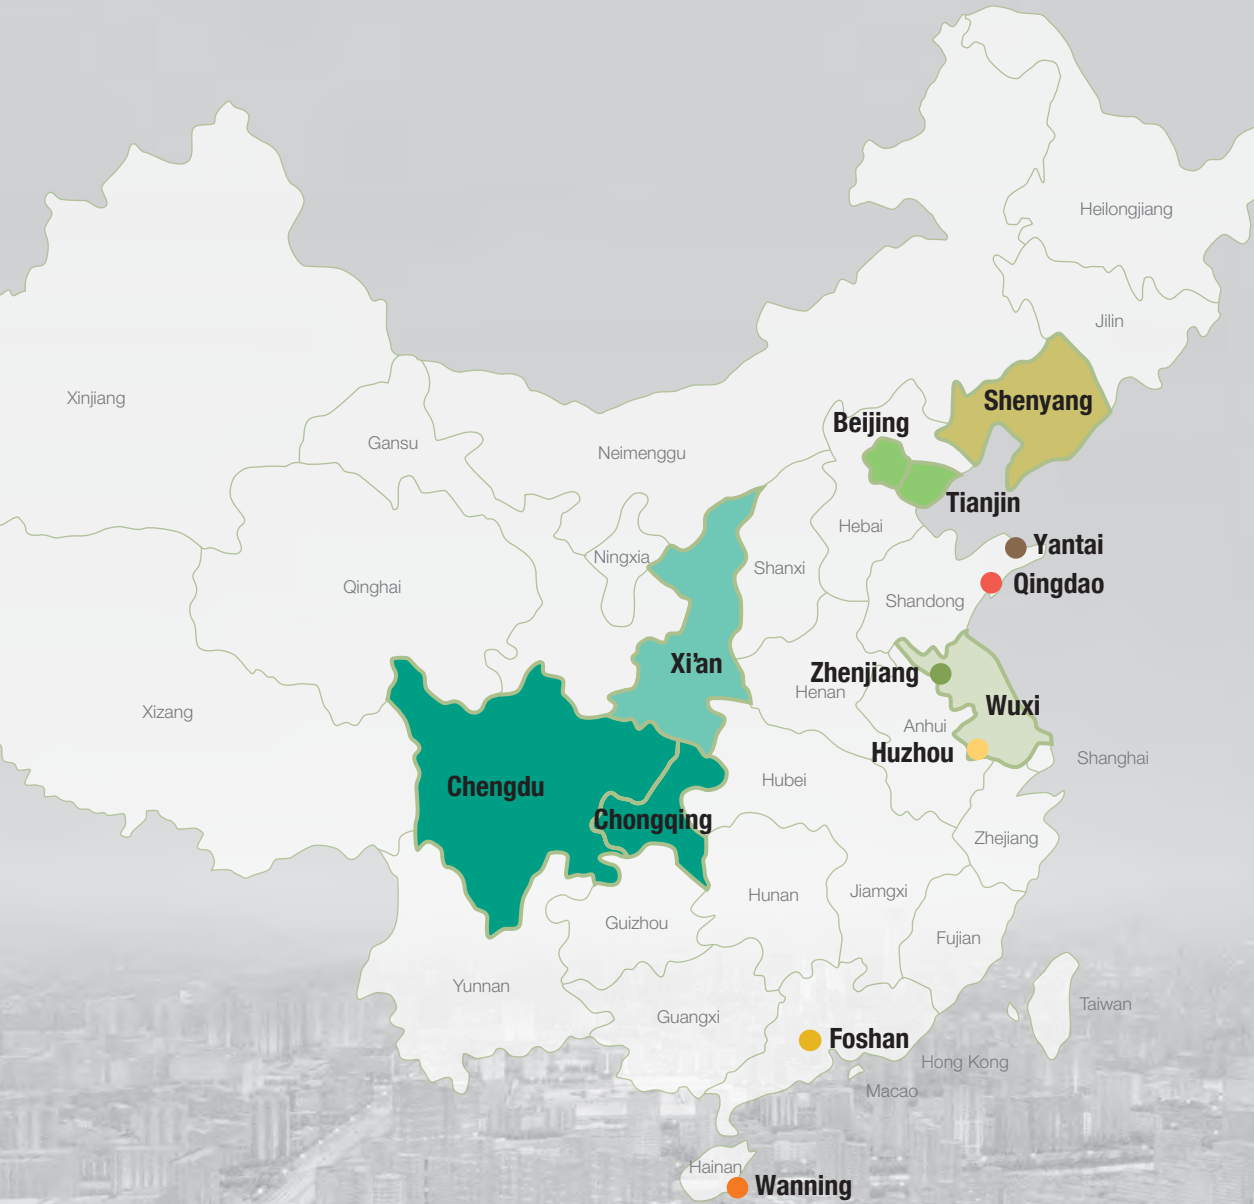 Heilongjiang
Jilin
Xinjiang
Shenyang
Beijing
Gansu
Neimenggu
Tianjin
Hebai
Yantai
Ningxia
Shanxi
Qinghai
Qingdao
Shandong
Xi'an
Zhenjiang
Henan
Wuxi
Xizang
Anhui
Huzhou
Shanghai
Hubei
Chengdu
Chongqing
Zhejiang
Hunan
Jiamgxi
Guizhou
Fujian
Yunnan
Taiwan
Guangxi
Foshan
Hong Kong
Macao
Hainan
Wanning